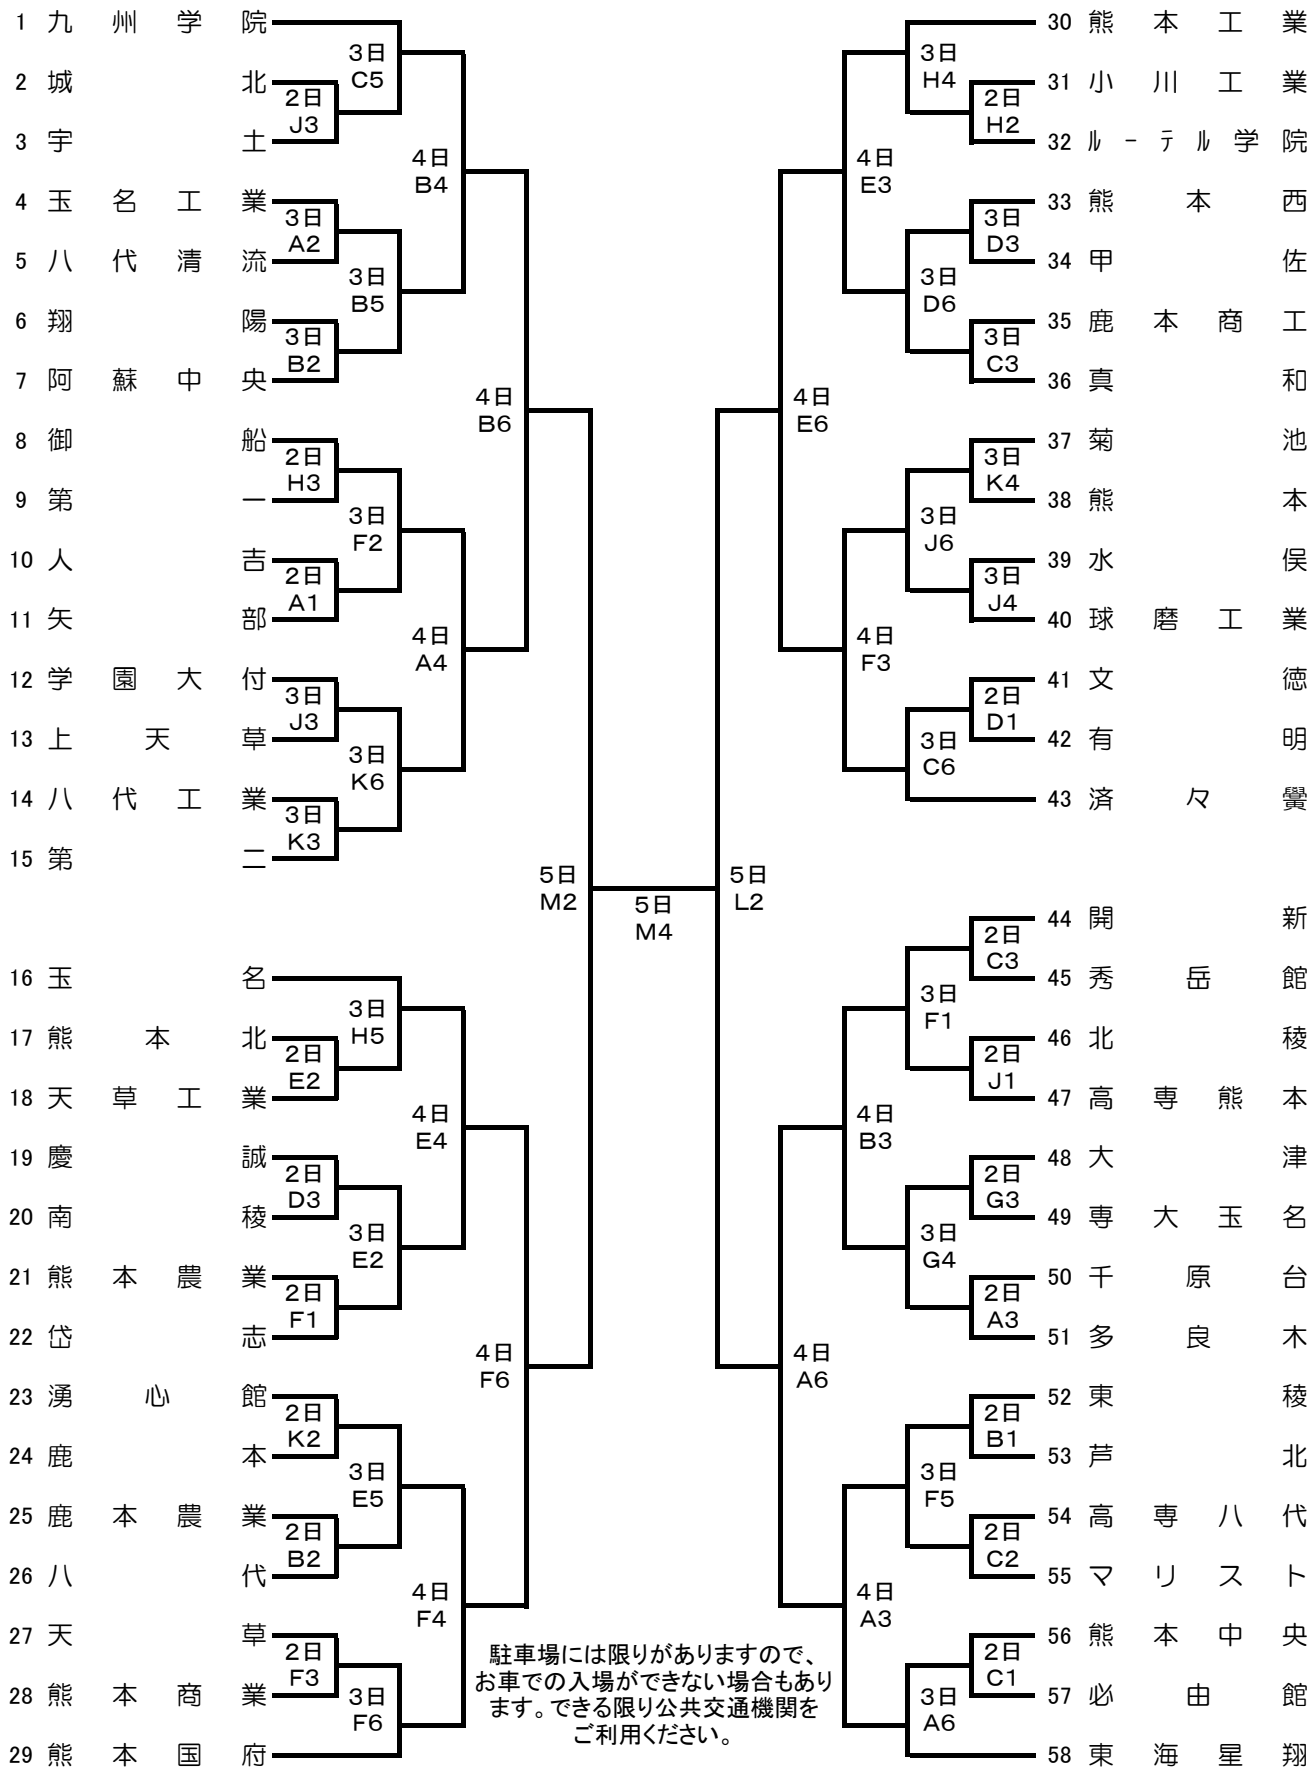 1 九州学院
3日
C5
2 城北
2日
J3
3 宇土
4日
B4
4 玉名工業
3日
A2
5 八代清流
3日
B5
6 翔陽
3日
B2
7 阿蘇中央
4日
B6
8 御船
2日
H3
9 第一
3日
F2
10 人吉
2日
A1
11 矢部
4日
A4
12 学園大付
3日
J3
13 上天草
3日
K6
14 八代工業
3日
K3
15 第二
5日
M2
16 玉名
3日
H5
17 熊本北
2日
E2
18 天草工業
4日
E4
19 慶誠
2日
D3
20 南稜
3日
E2
21 熊本農業
2日
F1
22 岱志
4日
F6
23 湧心館
2日
K2
24 鹿本
3日
E5
25 鹿本農業
2日
B2
26 八代
4日
F4
27 天草
2日
F3
28 熊本商業
3日
F6
29 熊本国府
5日
M4
30 熊本工業
3日
H4
31 小川工業
2日
H2
32 ルーテル学院
4日
E3
33 熊本西
3日
D3
34 甲佐
3日
D6
35 鹿本商工
3日
C3
36 真和
4日
E6
37 菊池
3日
K4
38 熊本
3日
J6
39 水俣
3日
J4
40 球磨工業
4日
F3
41 文徳
2日
D1
42 有明
3日
C6
43 済々黌
5日
L2
44 開新
2日
C3
45 秀岳館
3日
F1
46 北稜
2日
J1
47 高専熊本
4日
B3
48 大津
2日
G3
49 専大玉名
3日
G4
50 千原台
2日
A3
51 多良木
4日
A6
52 東稜
2日
B1
53 芦北
3日
F5
54 高専八代
2日
C2
55 マリスト
4日
A3
56 熊本中央
2日
C1
57 必由館
3日
A6
58 東海星翔
駐車場には限りがありますので、
お車での入場ができない場合もあり
ます。できる限り公共交通機関を
ご利用ください。